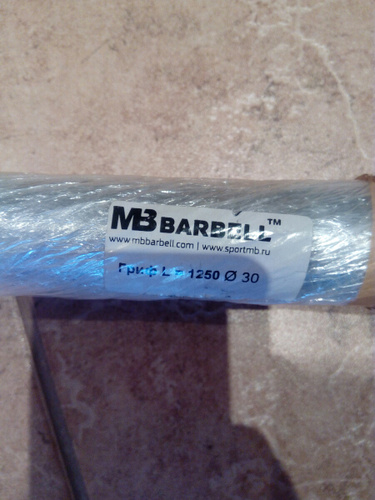 MB BARBELL™
www.mbbarbell.com | www.sportmb.ru
Гриф L = 1250 Ø 30